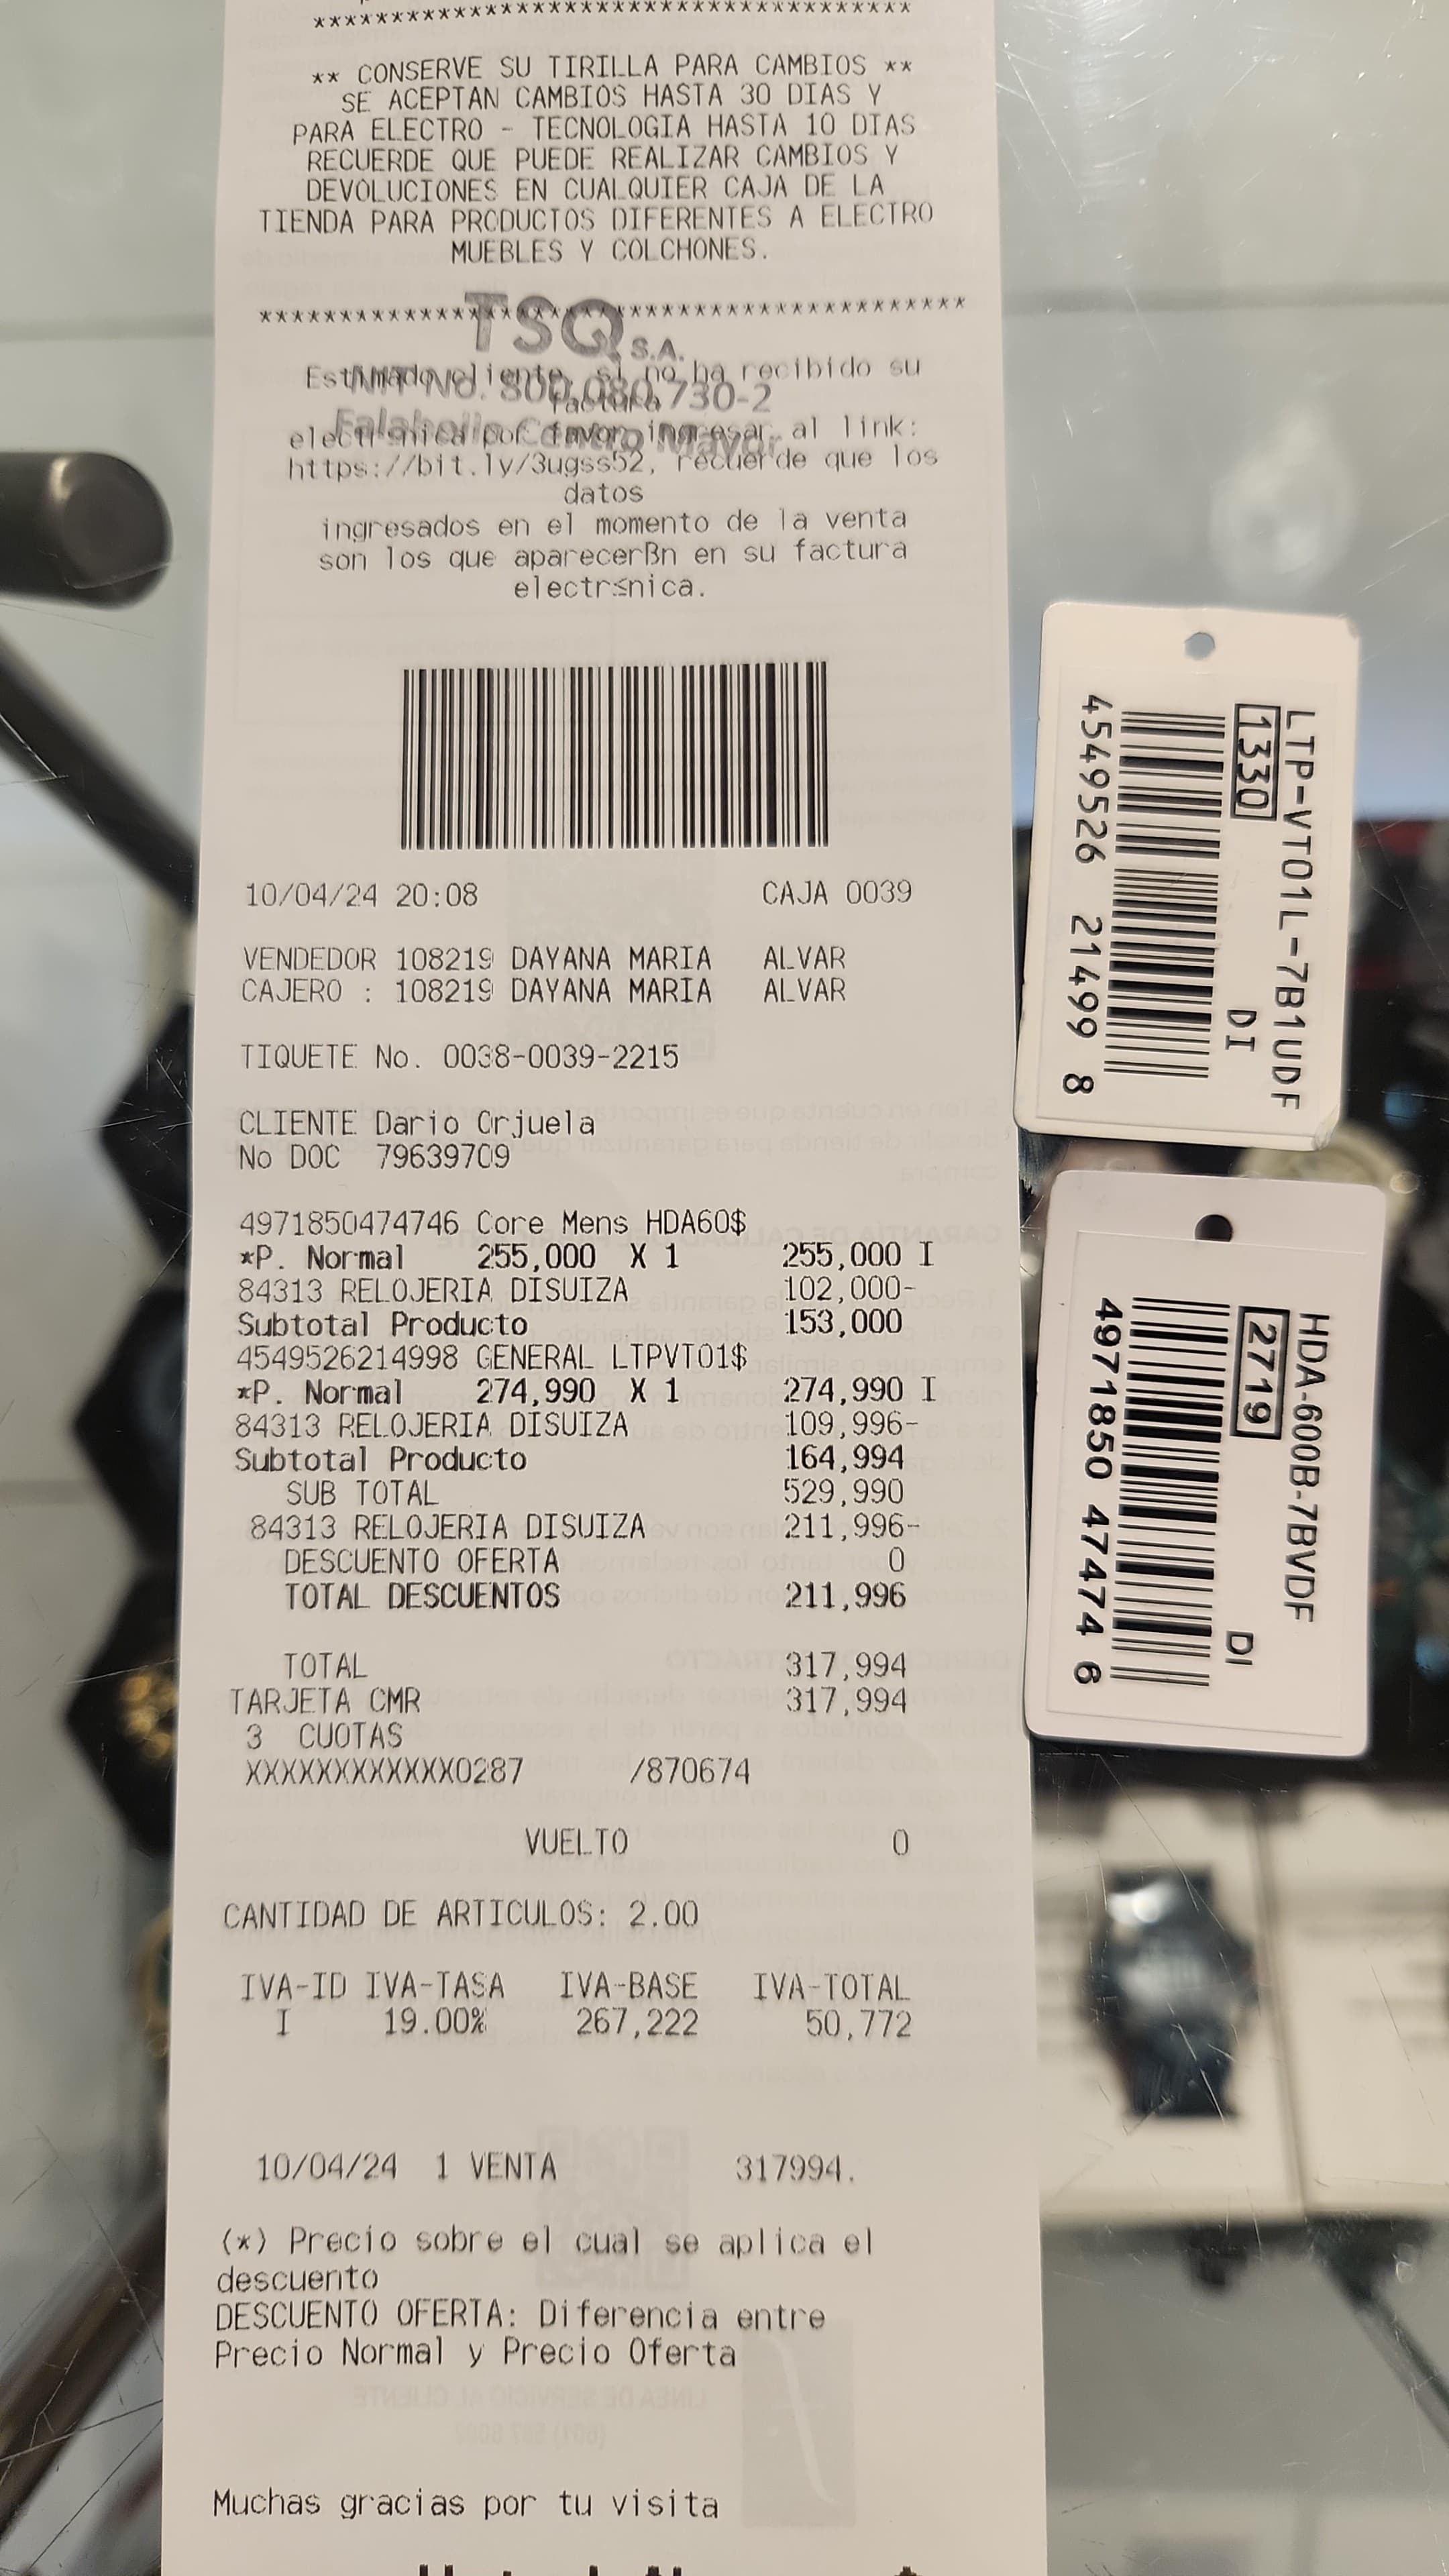 *************************************
** CONSERVE SU TIRILLA PARA CAMBIOS **
SE ACEPTAN CAMBIOS HASTA 30 DIAS Y
PARA ELECTRO - TECNOLOGIA HASTA 10 DIAS
RECUERDE QUE PUEDE REALIZAR CAMBIOS Y
DEVOLUCIONES EN CUALQUIER CAJA DE LA
TIENDA PARA PRODUCTOS DIFERENTES A ELECTRO
MUEBLES Y COLCHONES.
********************************************
TSQ S.A.
NIT No. 800,080,730-2
Falabella Centro Mayor
Estimado cliente, si no ha recibido su
factura
electr≤nica por favor ingresar al link:
https://bit.ly/3ugss52, recuerde que los
datos
ingresados en el momento de la venta
son los que aparecerßn en su factura
electr≤nica.
10/04/24 20:08 CAJA 0039
VENDEDOR 108219 DAYANA MARIA ALVAR
CAJERO : 108219 DAYANA MARIA ALVAR
TIQUETE No. 0038-0039-2215
CLIENTE Dario Orjuela
No DOC 79639709
4971850474746 Core Mens HDA60$
*P. Normal 255,000 X 1 255,000 I
84313 RELOJERIA DISUIZA 102,000-
Subtotal Producto 153,000
4549526214998 GENERAL LTPVT01$
*P. Normal 274,990 X 1 274,990 I
84313 RELOJERIA DISUIZA 109,996-
Subtotal Producto 164,994
SUB TOTAL 529,990
84313 RELOJERIA DISUIZA 211,996-
DESCUENTO OFERTA 0
TOTAL DESCUENTOS 211,996
TOTAL 317,994
TARJETA CMR 317,994
3 CUOTAS
XXXXXXXXXXXX0287 /870674
VUELTO 0
CANTIDAD DE ARTICULOS: 2.00
IVA-ID IVA-TASA IVA-BASE IVA-TOTAL
I 19.00% 267,222 50,772
10/04/24 1 VENTA 317994.
(*) Precio sobre el cual se aplica el
descuento
DESCUENTO OFERTA: Diferencia entre
Precio Normal y Precio Oferta
Muchas gracias por tu visita
LTP-VT01L-7B1UDF
1330 DI
4549526 21499 8
HDA-600B-7BVDF
2719 DI
4971850 47474 6